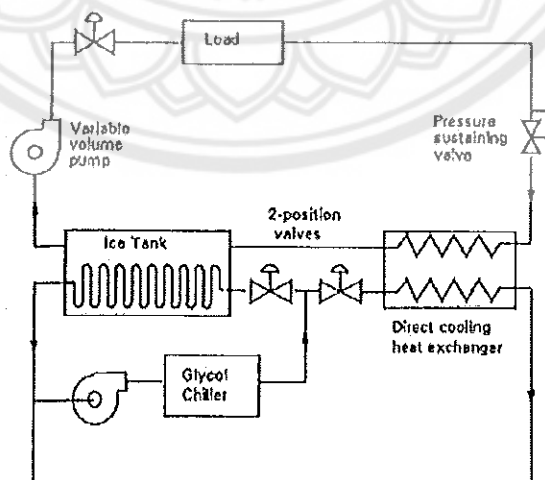 Load
Variable
volume
pump
Pressure
sustaining
valve
2-position
valves
Ice Tank
Direct cooling
heat exchanger
Glycol
Chiller